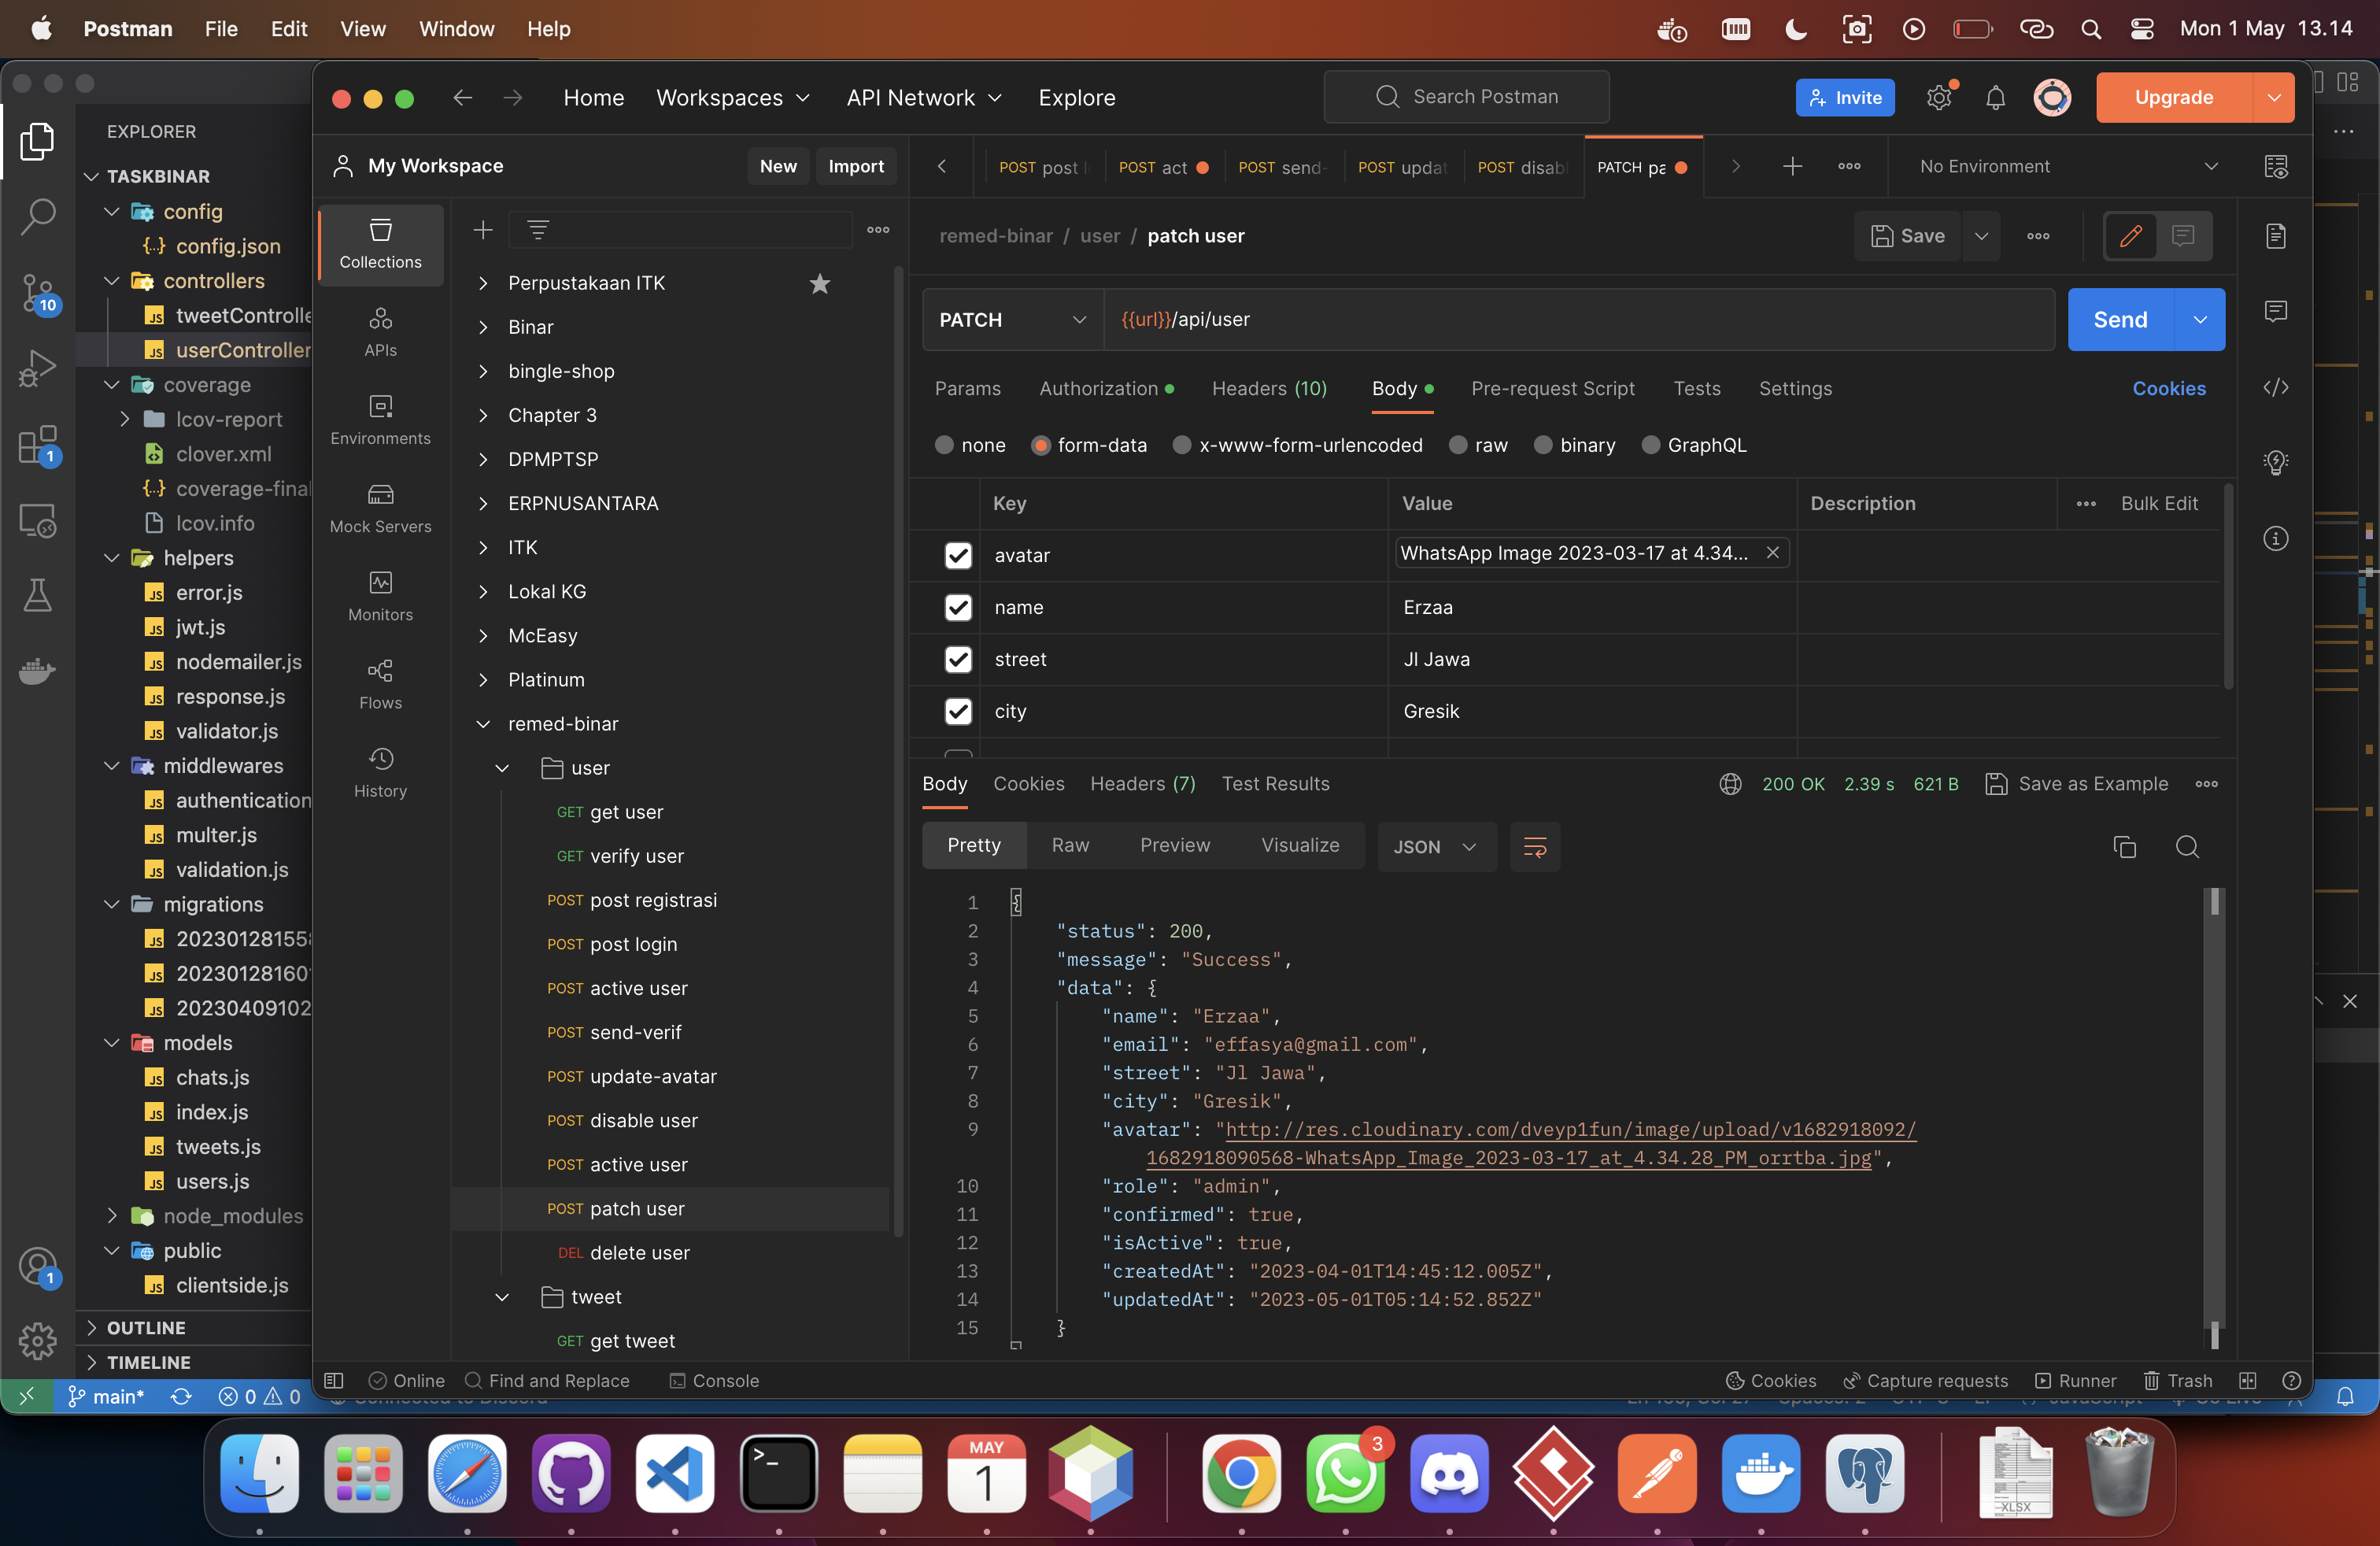 Postman File Edit View Window Help Mon 1 May 13.14
Home Workspaces API Network Explore Search Postman Invite Upgrade
EXPLORER
TASKBINAR
config
config.json
controllers
tweetControlle
userController
coverage
lcov-report
clover.xml
coverage-final
lcov.info
helpers
error.js
jwt.js
nodemailer.js
response.js
validator.js
middlewares
authentication
multer.js
validation.js
migrations
20230128155
20230128160
20230409102
models
chats.js
index.js
tweets.js
users.js
node_modules
public
clientside.js
OUTLINE
TIMELINE
10
1
1
main* 0 0
My Workspace New Import
Collections
APIs
Environments
Mock Servers
Monitors
Flows
History
Perpustakaan ITK
Binar
bingle-shop
Chapter 3
DPMPTSP
ERPNUSANTARA
ITK
Lokal KG
McEasy
Platinum
remed-binar
user
GET get user
GET verify user
POST post registrasi
POST post login
POST active user
POST send-verif
POST update-avatar
POST disable user
POST active user
POST patch user
DEL delete user
tweet
GET get tweet
POST post l POST act POST send- POST updat POST disab PATCH pa No Environment
remed-binar / user / patch user Save
PATCH {{url}}/api/user Send
Params Authorization Headers (10) Body Pre-request Script Tests Settings Cookies
none form-data x-www-form-urlencoded raw binary GraphQL
Key Value Description Bulk Edit
avatar WhatsApp Image 2023-03-17 at 4.34...
name Erzaa
street Jl Jawa
city Gresik
Body Cookies Headers (7) Test Results 200 OK 2.39 s 621 B Save as Example
Pretty Raw Preview Visualize JSON
1 {
2 "status": 200,
3 "message": "Success",
4 "data": {
5 "name": "Erzaa",
6 "email": "effasya@gmail.com",
7 "street": "Jl Jawa",
8 "city": "Gresik",
9 "avatar": "http://res.cloudinary.com/dveyp1fun/image/upload/v1682918092/
1682918090568-WhatsApp_Image_2023-03-17_at_4.34.28_PM_orrtba.jpg",
10 "role": "admin",
11 "confirmed": true,
12 "isActive": true,
13 "createdAt": "2023-04-01T14:45:12.005Z",
14 "updatedAt": "2023-05-01T05:14:52.852Z"
15 }
Online Find and Replace Console Cookies Capture requests Runner Trash
MAY
1
3
XLSX